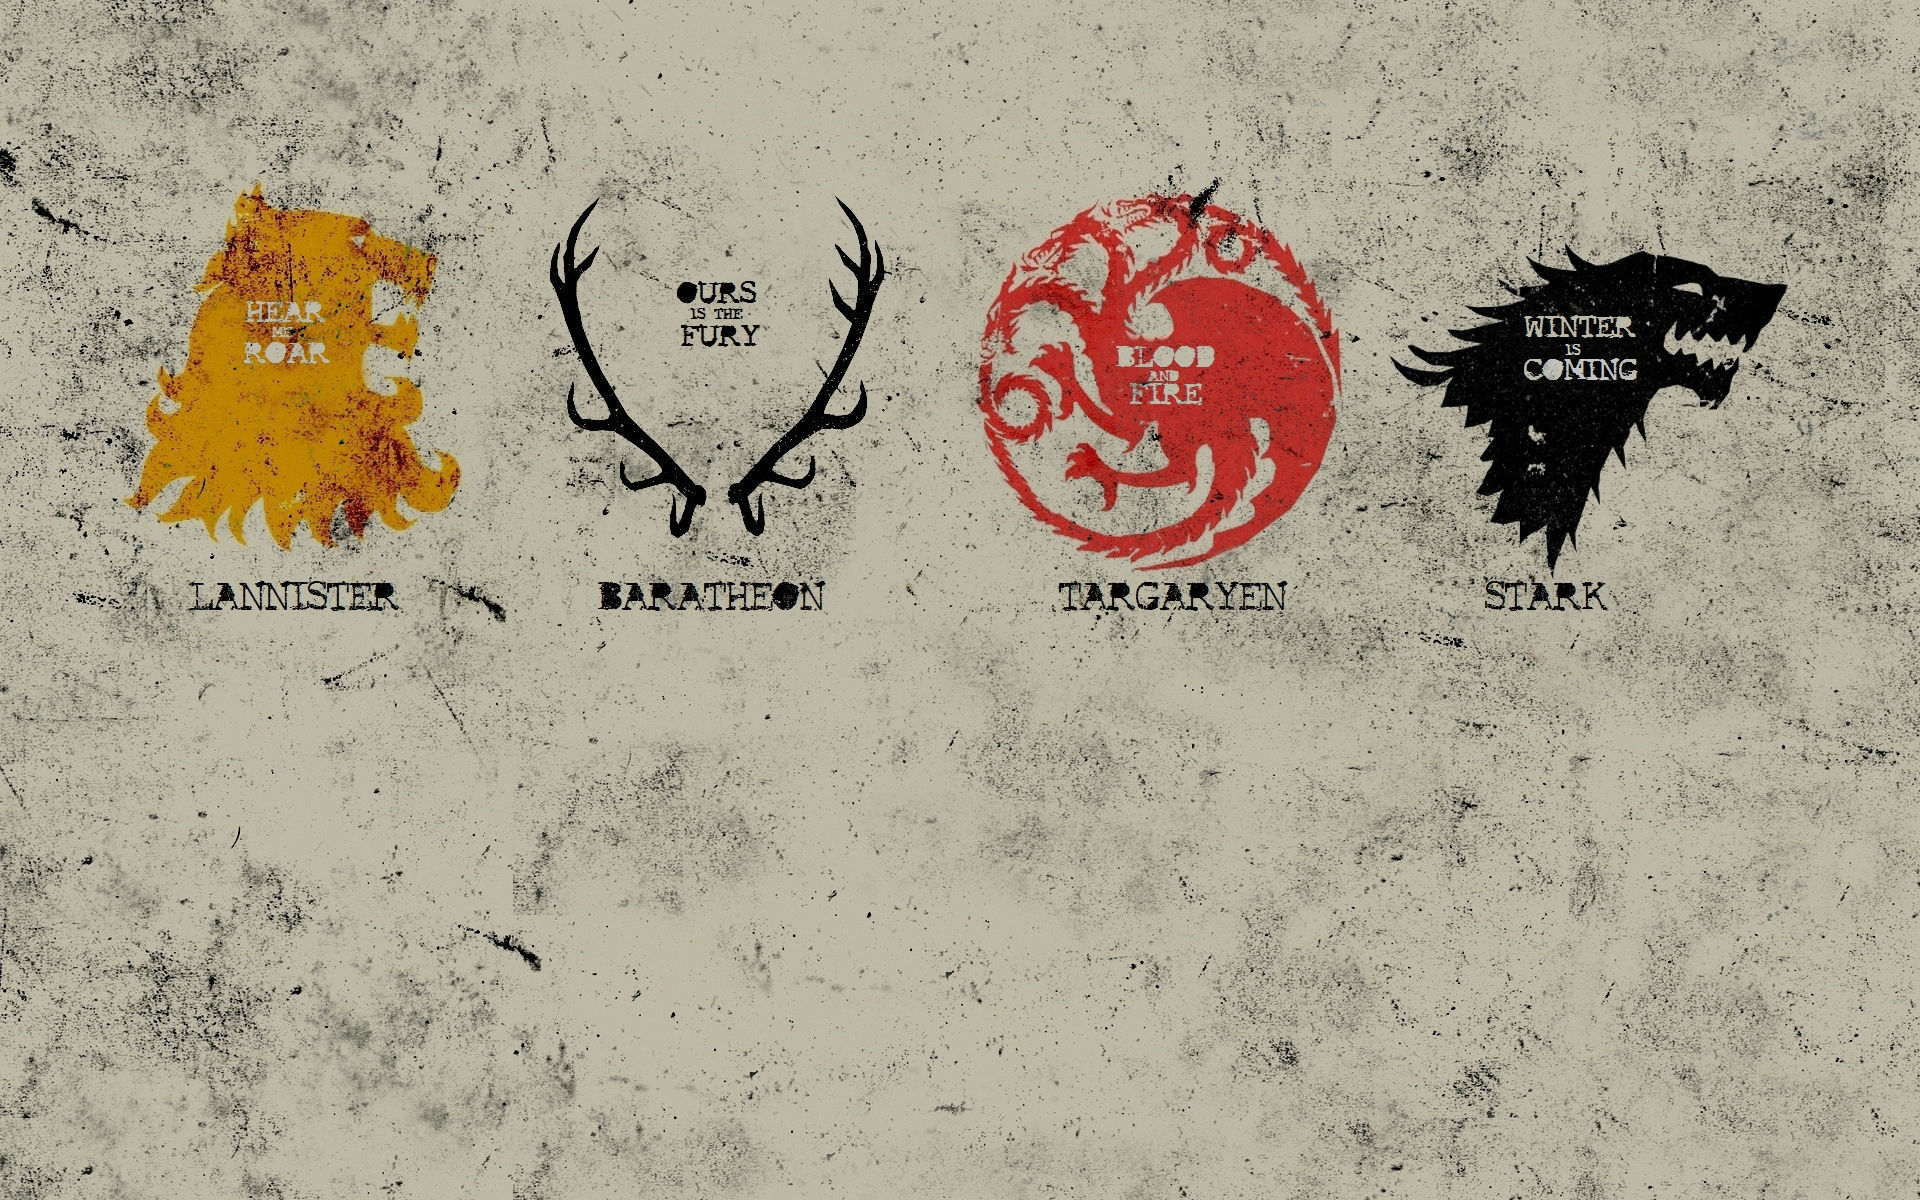 HEAR
ME
ROAR
LANNISTER
OURS
IS THE
FURY
BARATHEON
BLOOD
AND
FIRE
TARGARYEN
WINTER
IS
COMING
STARK